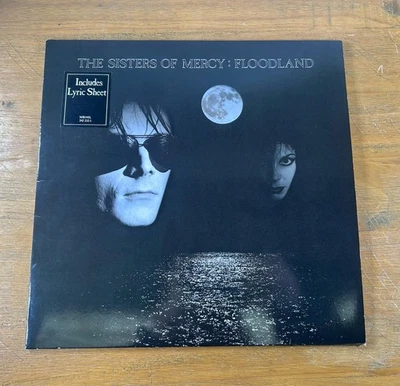 THE SISTERS OF MERCY : FLOODLAND
Includes
Lyric Sheet